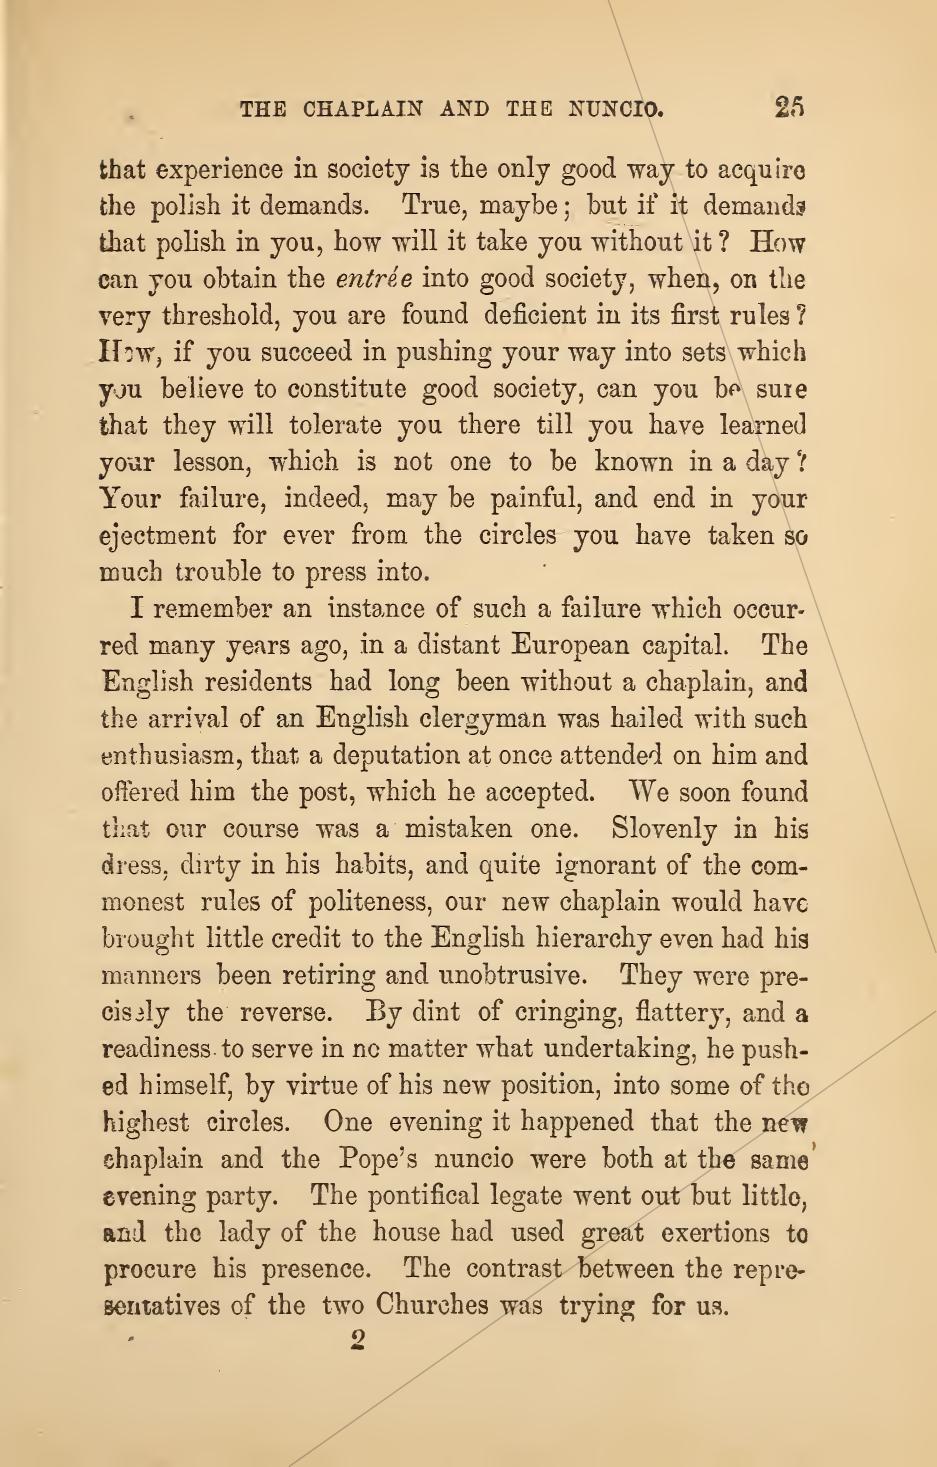 THE CHAPLAIN AND THE NUNCIO. 25
that experience in society is the only good way to acquire
the polish it demands. True, maybe; but if it demands
that polish in you, how will it take you without it? How
can you obtain the entrée into good society, when, on the
very threshold, you are found deficient in its first rules?
How, if you succeed in pushing your way into sets which
you believe to constitute good society, can you be sure
that they will tolerate you there till you have learned
your lesson, which is not one to be known in a day?
Your failure, indeed, may be painful, and end in your
ejectment for ever from the circles you have taken so
much trouble to press into.
I remember an instance of such a failure which occur-
red many years ago, in a distant European capital. The
English residents had long been without a chaplain, and
the arrival of an English clergyman was hailed with such
enthusiasm, that a deputation at once attended on him and
offered him the post, which he accepted. We soon found
that our course was a mistaken one. Slovenly in his
dress, dirty in his habits, and quite ignorant of the com-
monest rules of politeness, our new chaplain would have
brought little credit to the English hierarchy even had his
manners been retiring and unobtrusive. They were pre-
cisely the reverse. By dint of cringing, flattery, and a
readiness to serve in no matter what undertaking, he push-
ed himself, by virtue of his new position, into some of the
highest circles. One evening it happened that the new
chaplain and the Pope's nuncio were both at the same
evening party. The pontifical legate went out but little,
and the lady of the house had used great exertions to
procure his presence. The contrast between the repre-
sentatives of the two Churches was trying for us.
2